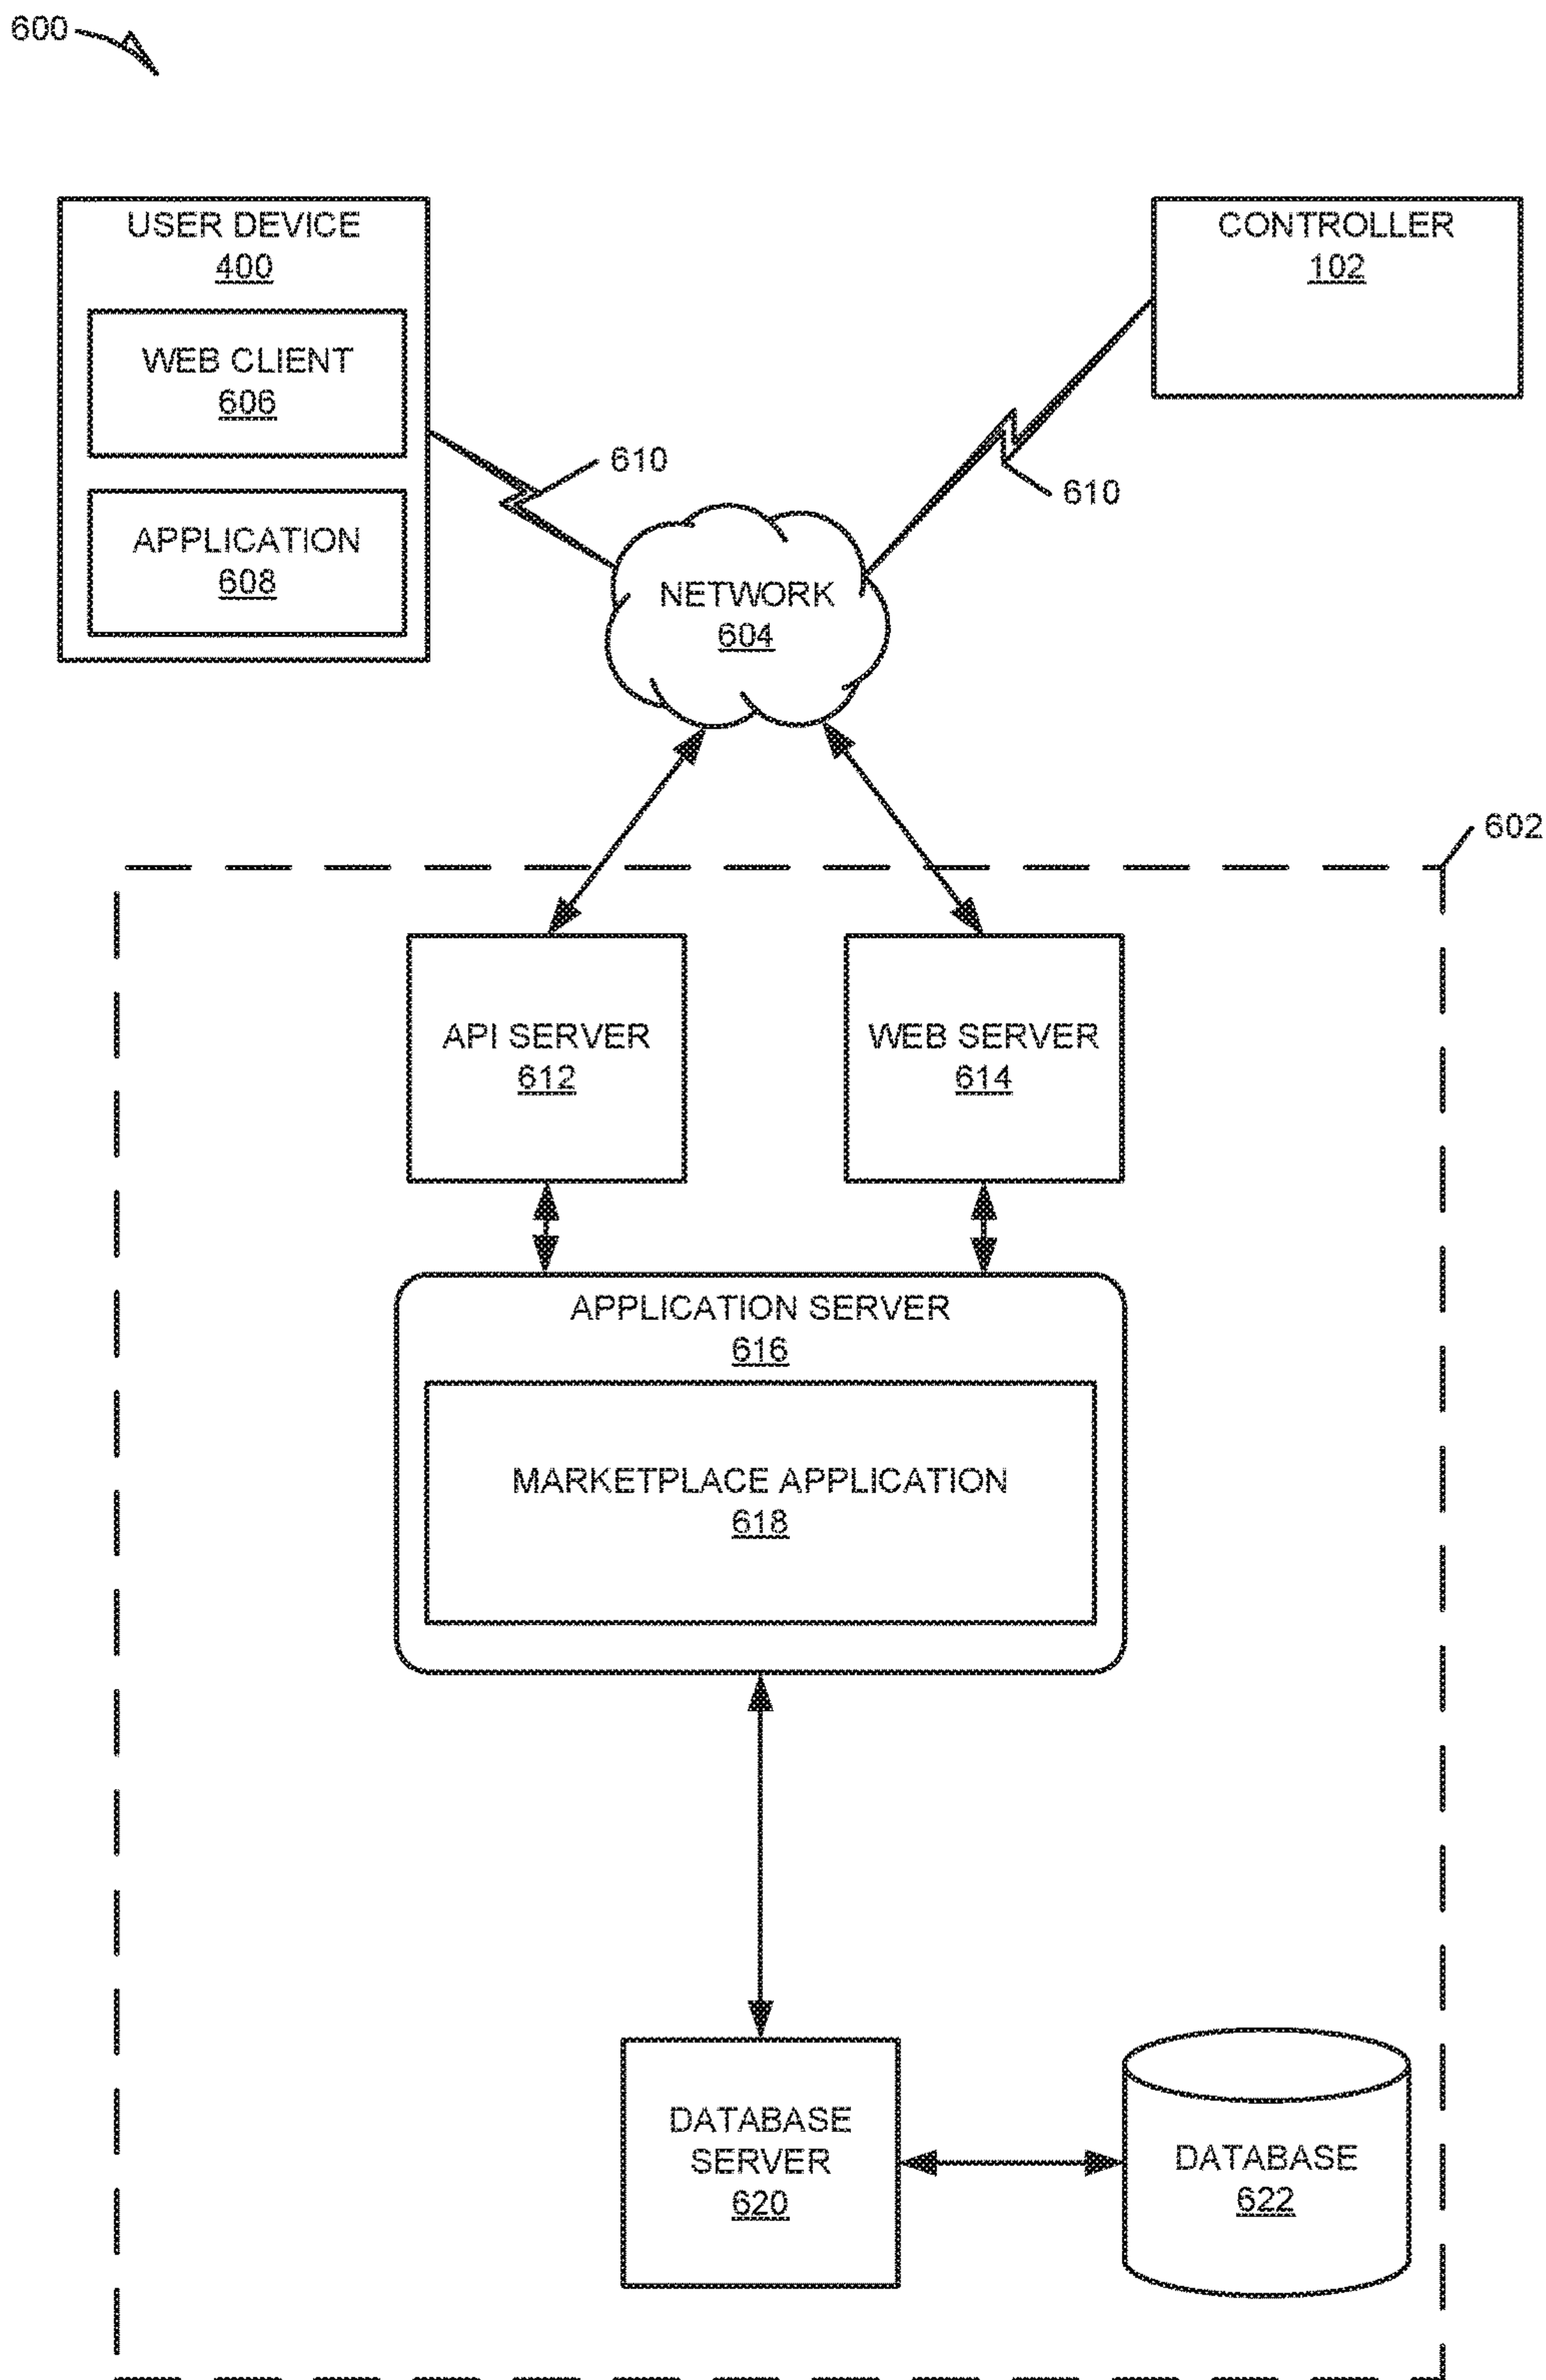 600
USER DEVICE
400
WEB CLIENT
606
APPLICATION
608
CONTROLLER
102
610
610
NETWORK
604
602
API SERVER
612
WEB SERVER
614
APPLICATION SERVER
616
MARKETPLACE APPLICATION
618
DATABASE
SERVER
620
DATABASE
622